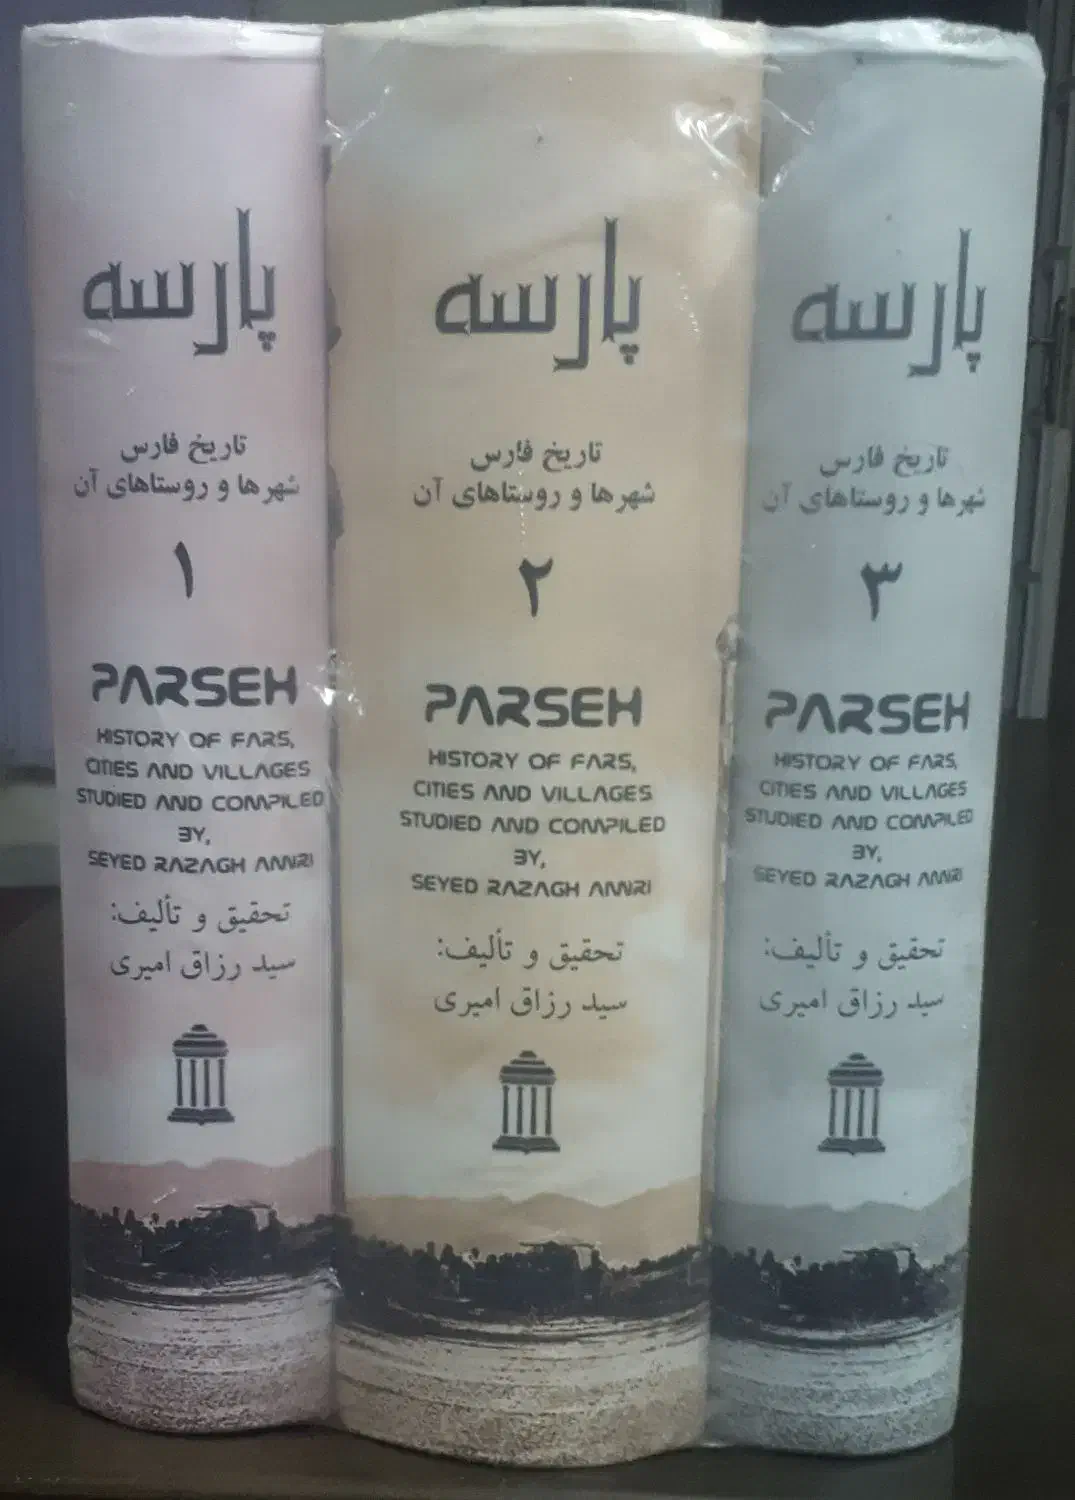 پارسه
تاریخ فارس
شهرها و روستاهای آن
۱
PARSEH
HISTORY OF FARS,
CITIES AND VILLAGES
STUDIED AND COMPILED
BY,
SEYED RAZAGH AMIRI
تحقیق و تألیف:
سید رزاق امیری
پارسه
تاریخ فارس
شهرها و روستاهای آن
۲
PARSEH
HISTORY OF FARS,
CITIES AND VILLAGES
STUDIED AND COMPILED
BY,
SEYED RAZAGH AMIRI
تحقیق و تألیف:
سید رزاق امیری
پارسه
تاریخ فارس
شهرها و روستاهای آن
۳
PARSEH
HISTORY OF FARS,
CITIES AND VILLAGES
STUDIED AND COMPILED
BY,
SEYED RAZAGH AMIRI
تحقیق و تألیف:
سید رزاق امیری